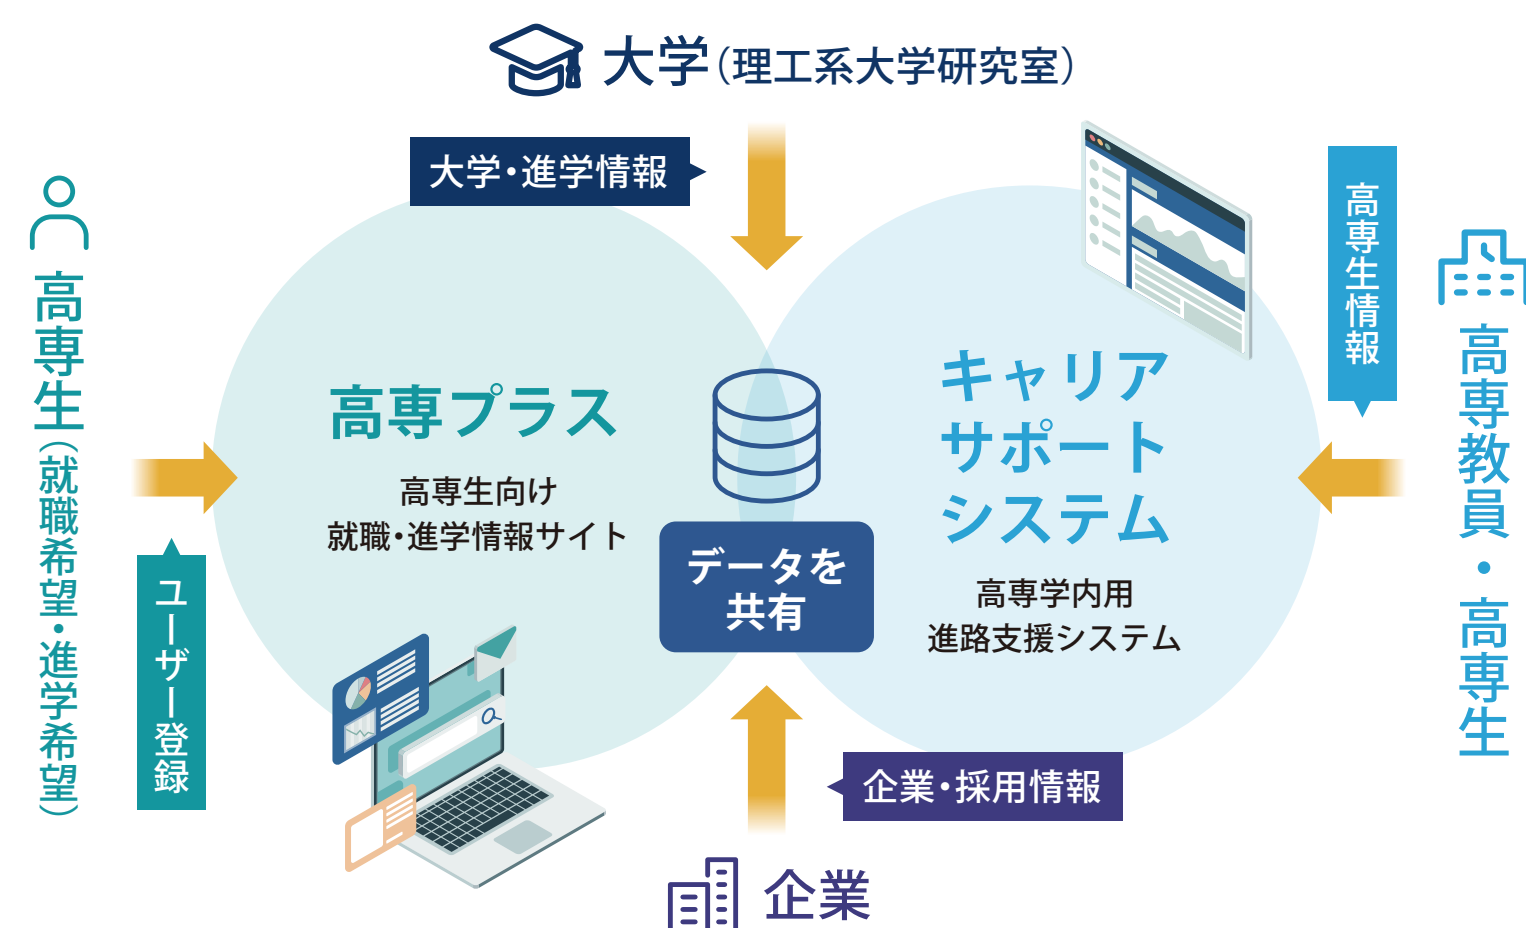 大学(理工系大学研究室)
大学・進学情報
高専生(就職希望・進学希望)
ユーザー登録
高専プラス
高専生向け
就職・進学情報サイト
データを
共有
キャリア
サポート
システム
高専学内用
進路支援システム
高専生情報
高専教員・高専生
企業・採用情報
企業